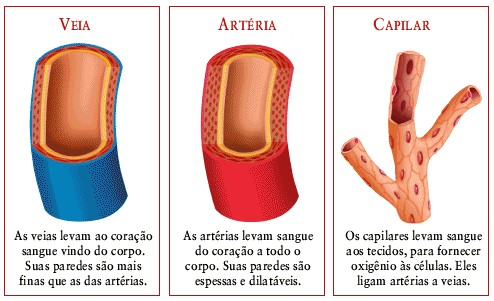 VEIA
As veias levam ao coração
sangue vindo do corpo.
Suas paredes são mais
finas que as das artérias.
ARTÉRIA
As artérias levam sangue
do coração a todo o
corpo. Suas paredes são
espessas e dilatáveis.
CAPILAR
Os capilares levam sangue
aos tecidos, para fornecer
oxigênio às células. Eles
ligam artérias a veias.